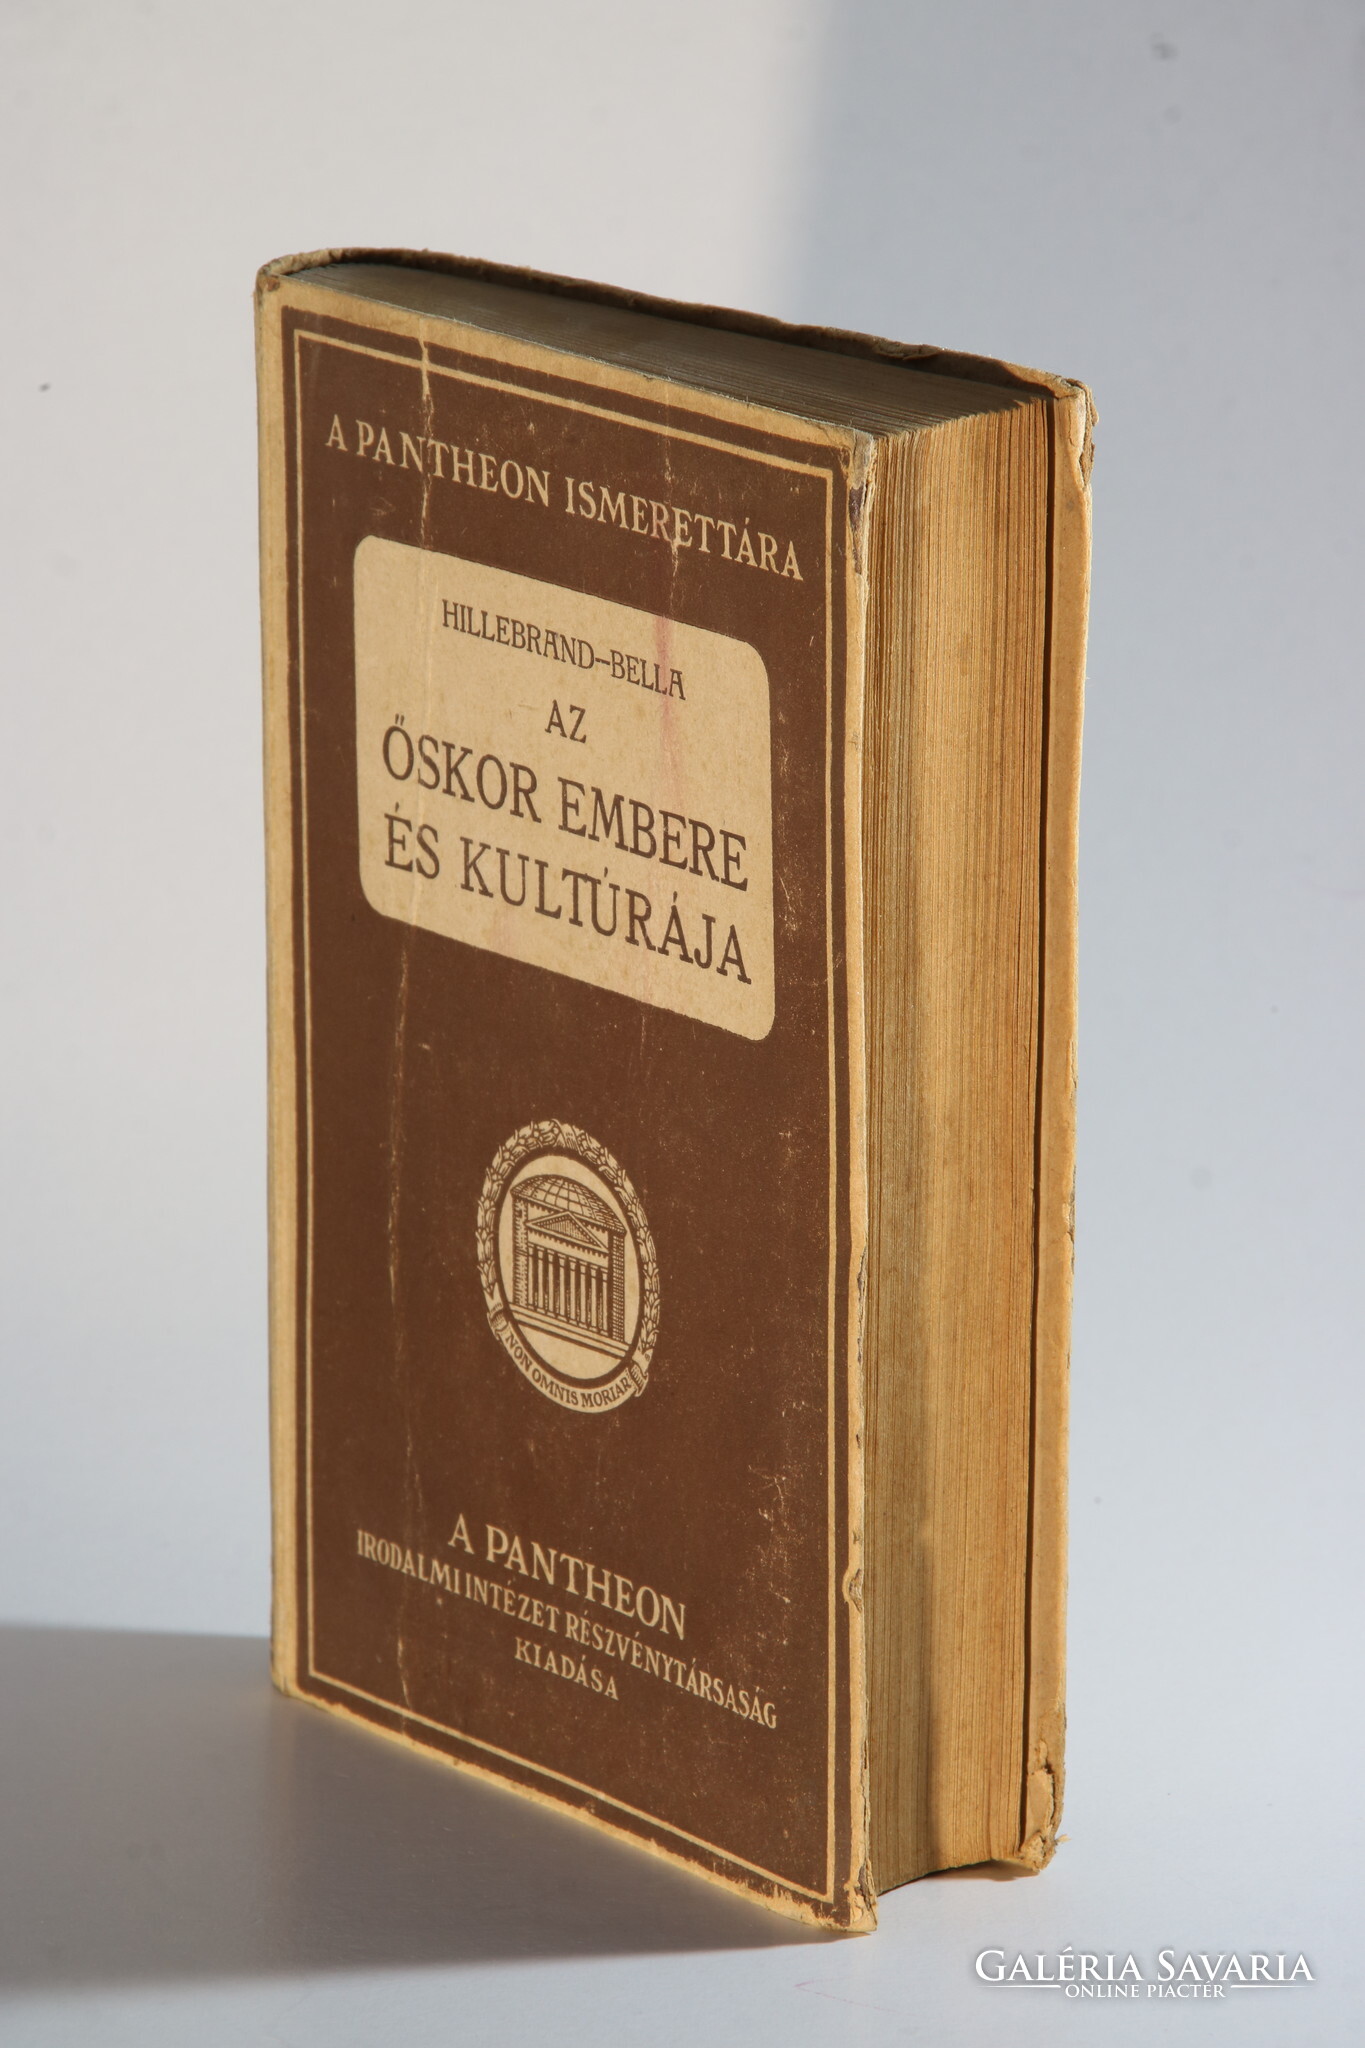 A PANTHEON ISMERETTÁRA
HILLEBRAND–BELLA
AZ
ŐSKOR EMBERE
ÉS KULTÚRÁJA
NON OMNIS MORIAR
A PANTHEON
IRODALMI INTÉZET RÉSZVÉNYTÁRSASÁG
KIADÁSA
GALÉRIA SAVARIA
ONLINE PIACTÉR